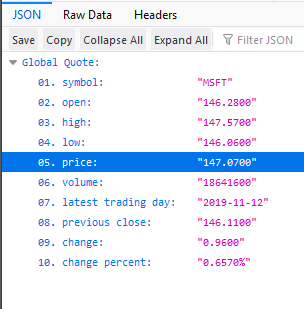 JSON Raw Data Headers
Save Copy Collapse All Expand All Filter JSON
Global Quote:
01. symbol: "MSFT"
02. open: "146.2800"
03. high: "147.5700"
04. low: "146.0600"
05. price: "147.0700"
06. volume: "18641600"
07. latest trading day: "2019-11-12"
08. previous close: "146.1100"
09. change: "0.9600"
10. change percent: "0.6570%"